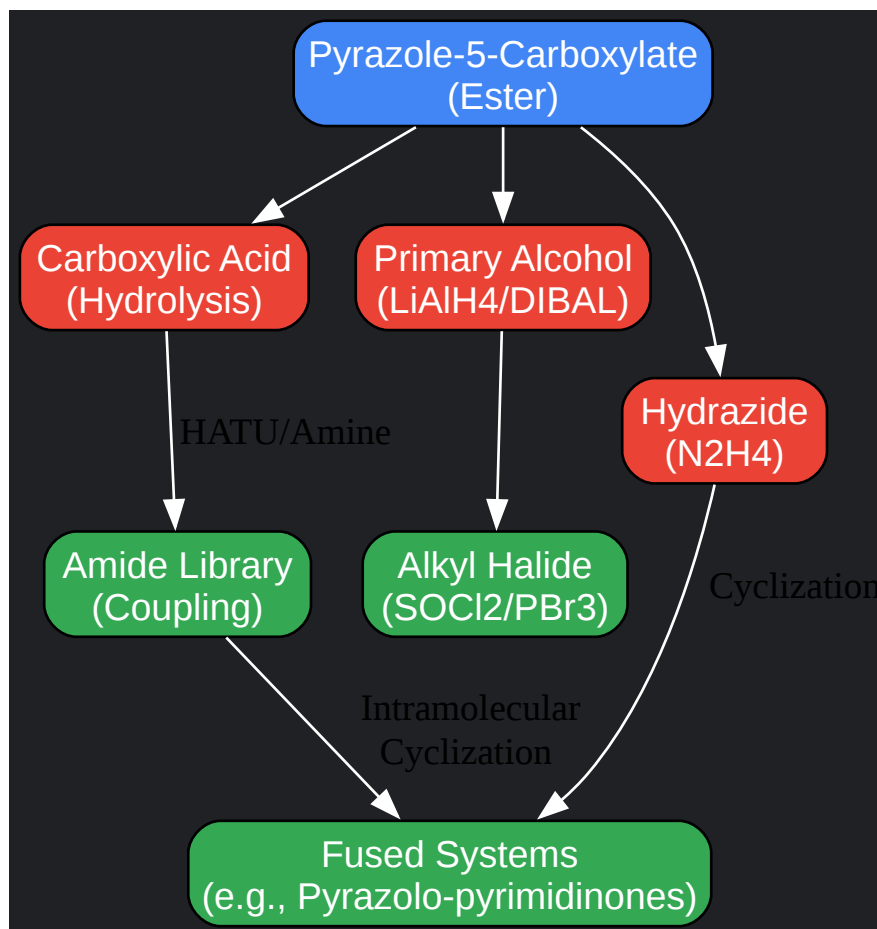 Pyrazole-5-Carboxylate
(Ester)
Carboxylic Acid
(Hydrolysis)
Primary Alcohol
(LiAlH4/DIBAL)
Hydrazide
(N2H4)
HATU/Amine
Amide Library
(Coupling)
Alkyl Halide
(SOCl2/PBr3)
Cyclization
Intramolecular
Cyclization
Fused Systems
(e.g., Pyrazolo-pyrimidinones)